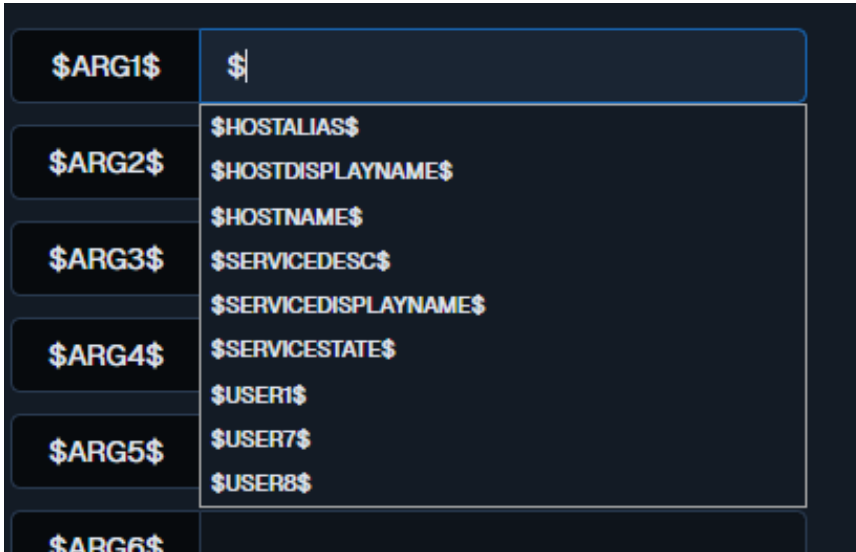 $ARG1$
$
$HOSTALIAS$
$ARG2$
$HOSTDISPLAYNAME$
$HOSTNAME$
$ARG3$
$SERVICEDESC$
$SERVICEDISPLAYNAME$
$ARG4$
$SERVICESTATE$
$USER1$
$ARG5$
$USER7$
$USER8$
$ARG6$